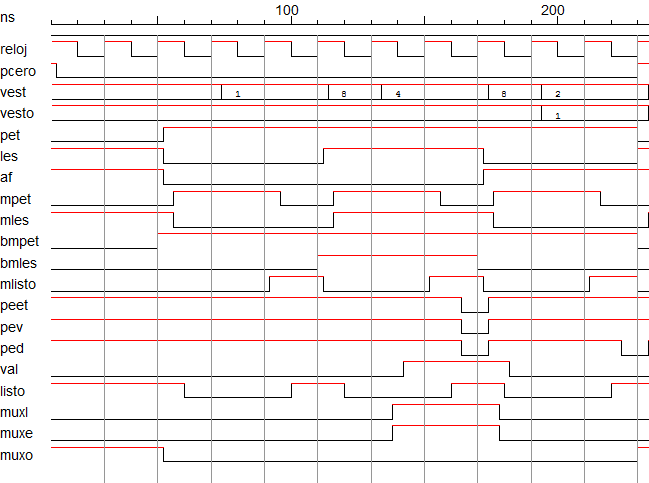 ns 100 200
reloj
pcero
vest 1 8 4 8 2
vesto 1
pet
les
af
mpet
mles
bmpet
bmles
mlisto
peet
pev
ped
val
listo
muxl
muxe
muxo